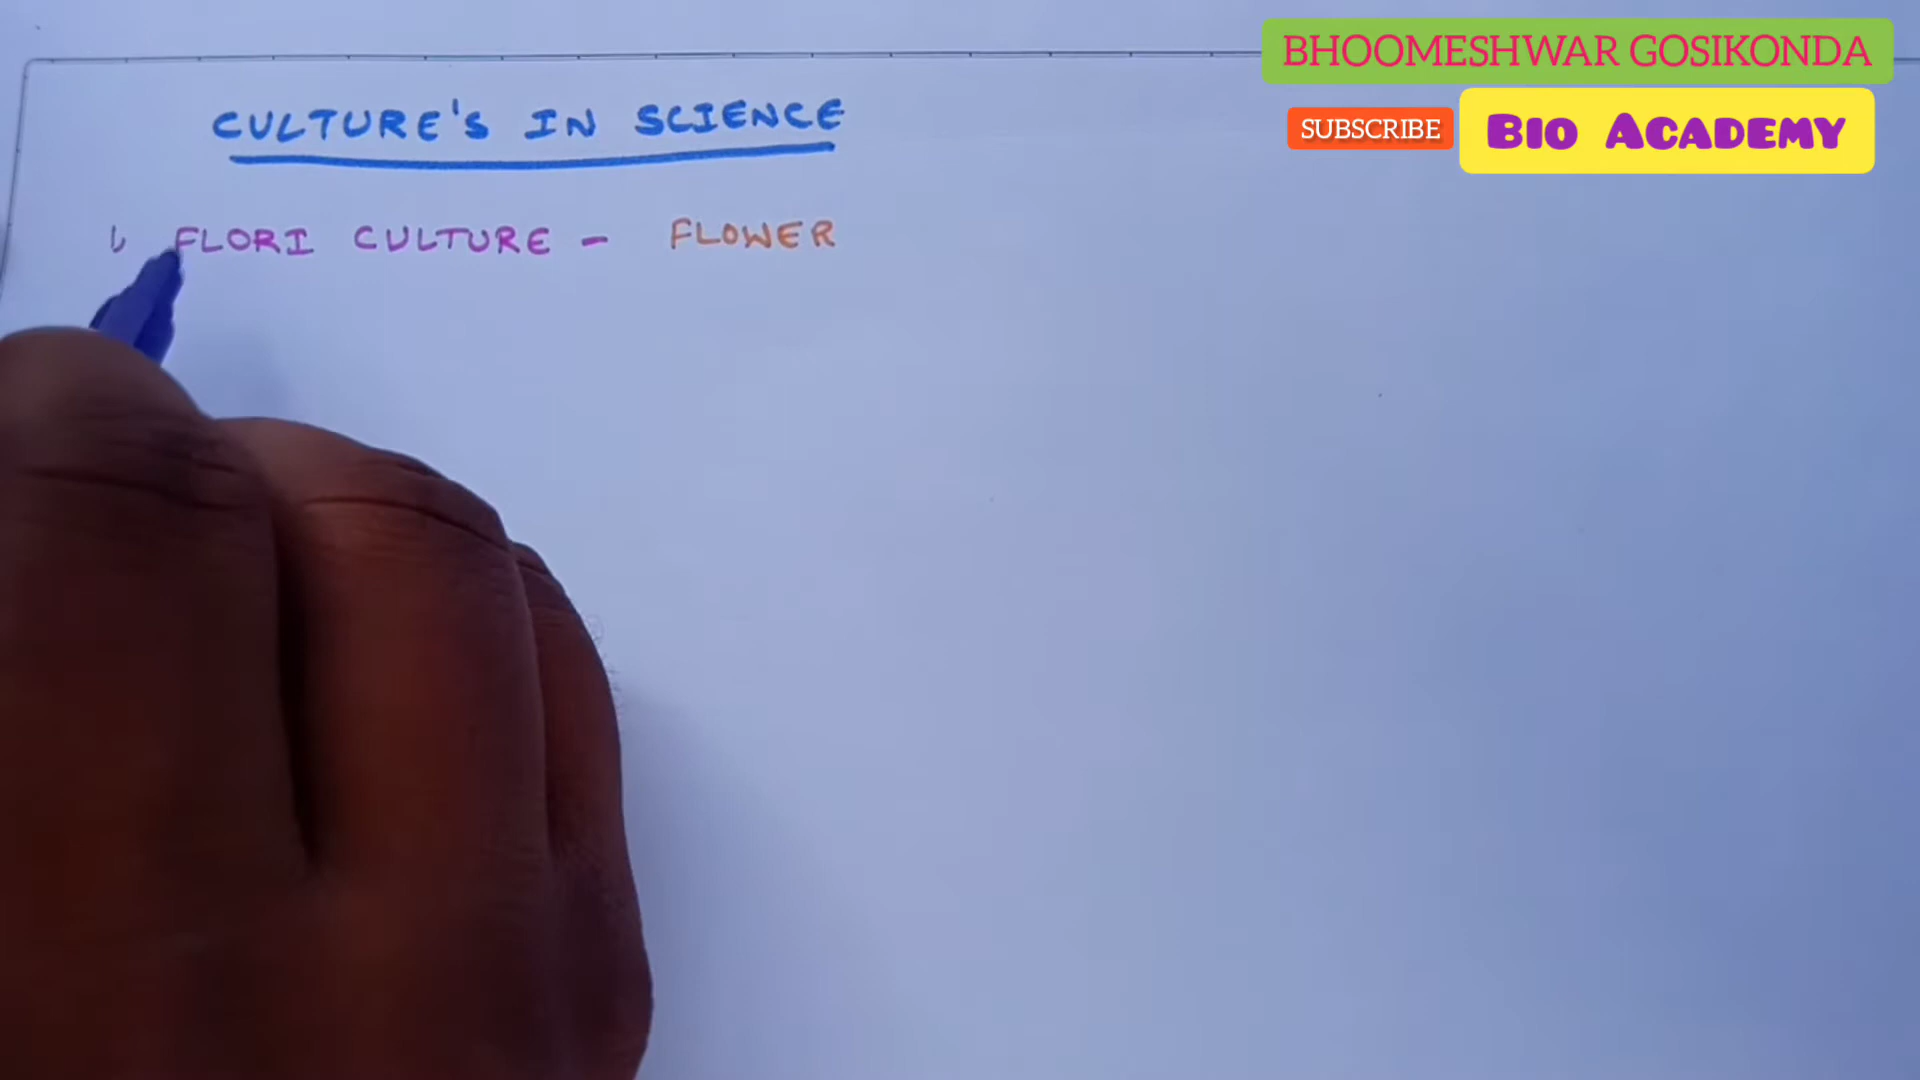 BHOOMESHWAR GOSIKONDA
SUBSCRIBE Bio Academy
CULTURE's IN SCIENCE
1) FLORI CULTURE - FLOWER